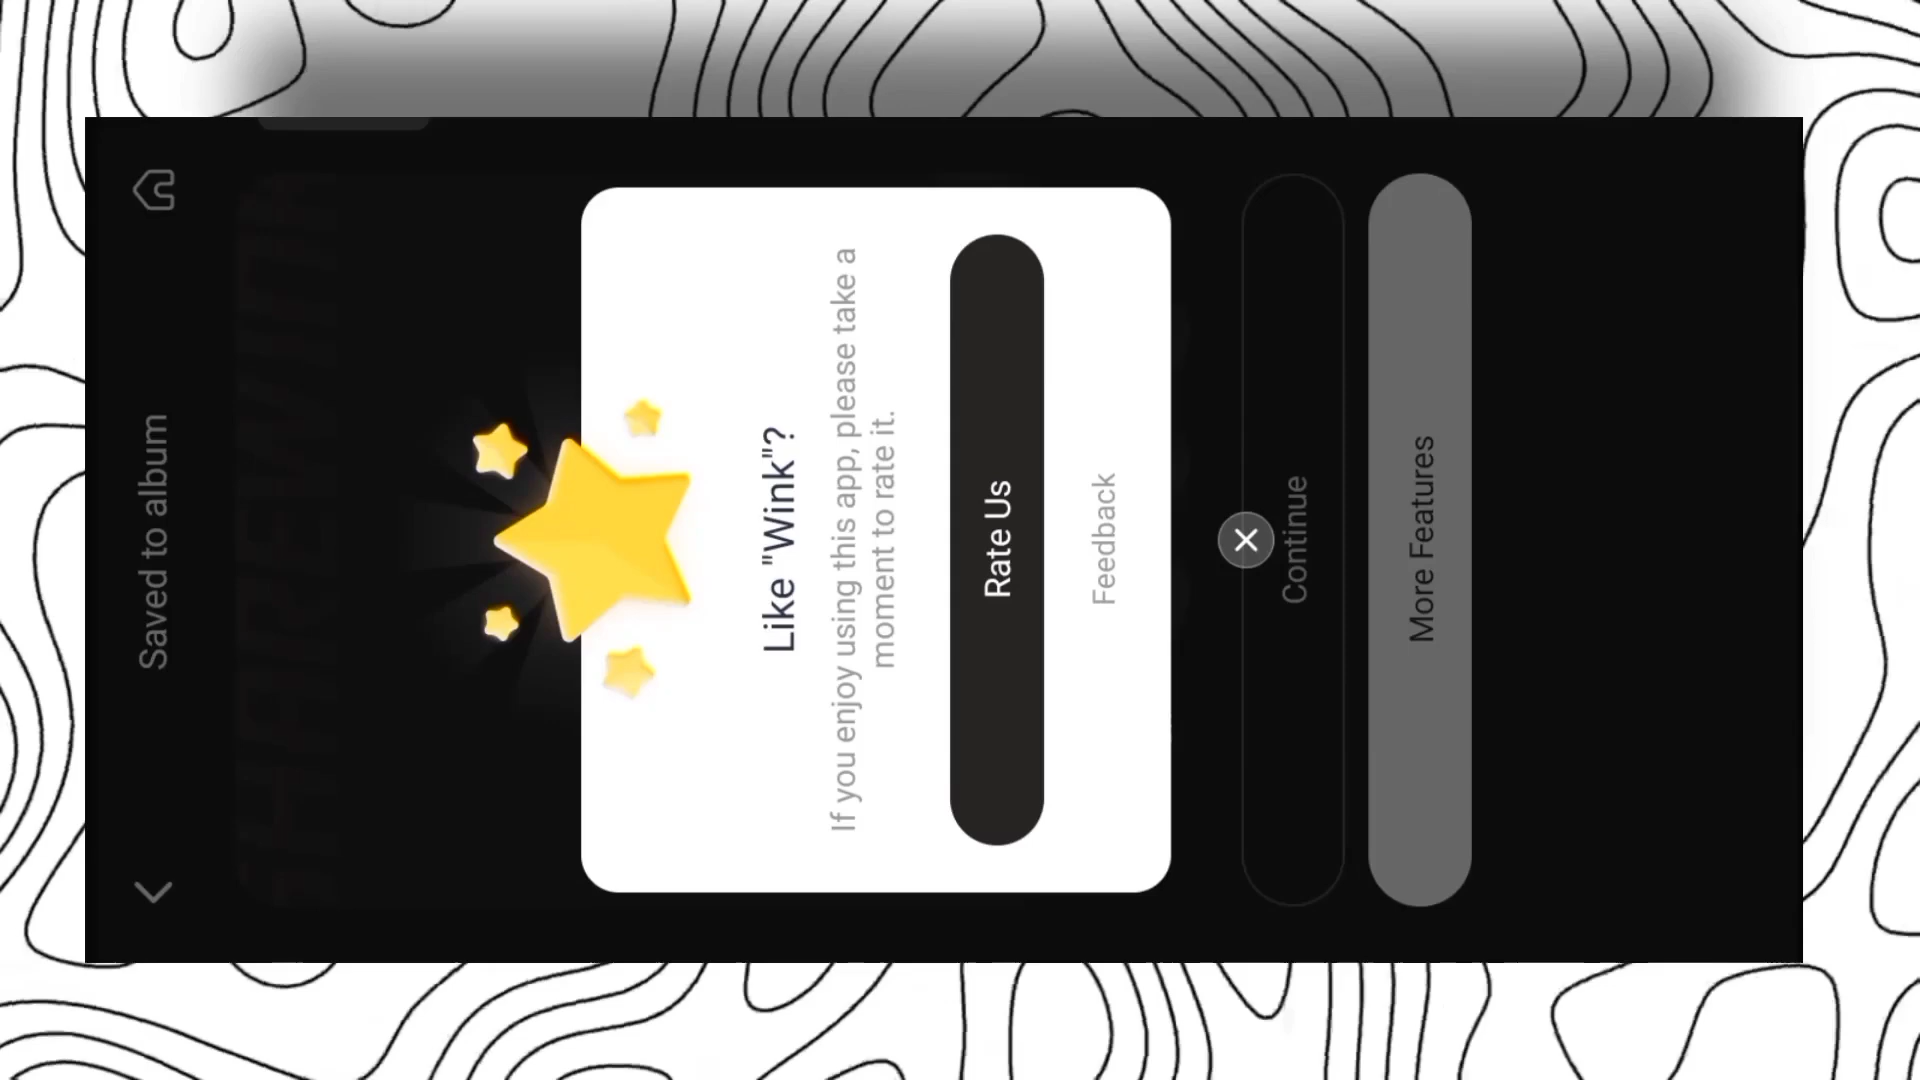 Saved to album
Like "Wink"?
If you enjoy using this app, please take a
moment to rate it.
Rate Us
Feedback
Continue
More Features